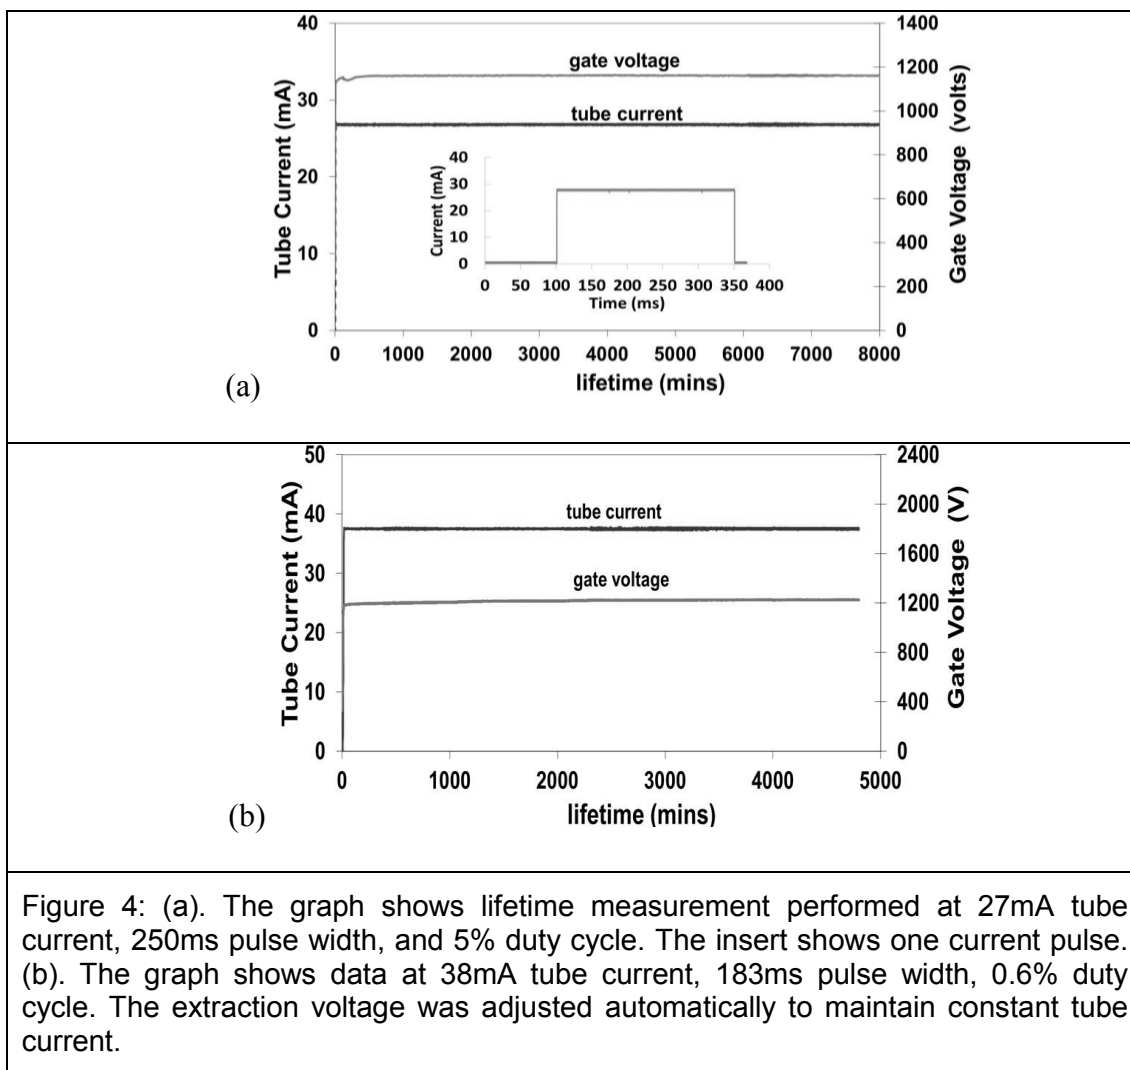 40
35
30
25
20
15
10
5
0
Tube Current (mA)
1400
1200
1000
800
600
400
200
0
Gate Voltage (volts)
gate voltage
tube current
40
30
20
10
0
Current (mA)
0 50 100 150 200 250 300 350 400
Time (ms)
0 1000 2000 3000 4000 5000 6000 7000 8000
lifetime (mins)
(a)
50
40
30
20
10
0
Tube Current (mA)
2400
2000
1600
1200
800
400
0
Gate Voltage (V)
tube current
gate voltage
0 1000 2000 3000 4000 5000
lifetime (mins)
(b)
Figure 4: (a). The graph shows lifetime measurement performed at 27mA tube
current, 250ms pulse width, and 5% duty cycle. The insert shows one current pulse.
(b). The graph shows data at 38mA tube current, 183ms pulse width, 0.6% duty
cycle. The extraction voltage was adjusted automatically to maintain constant tube
current.